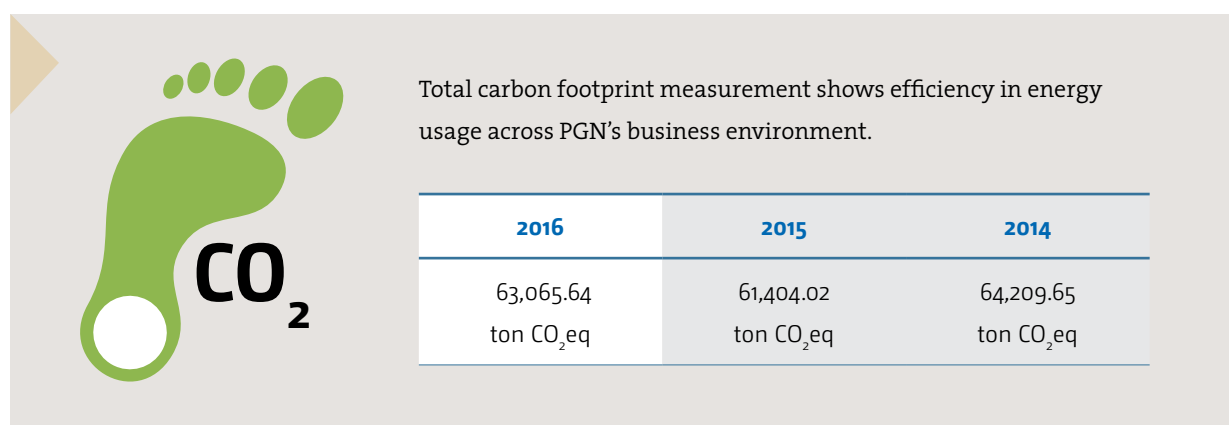 Total carbon footprint measurement shows efficiency in energy
usage across PGN's business environment.
CO₂
2016 2015 2014
63,065.64 61,404.02 64,209.65
ton CO₂eq ton CO₂eq ton CO₂eq